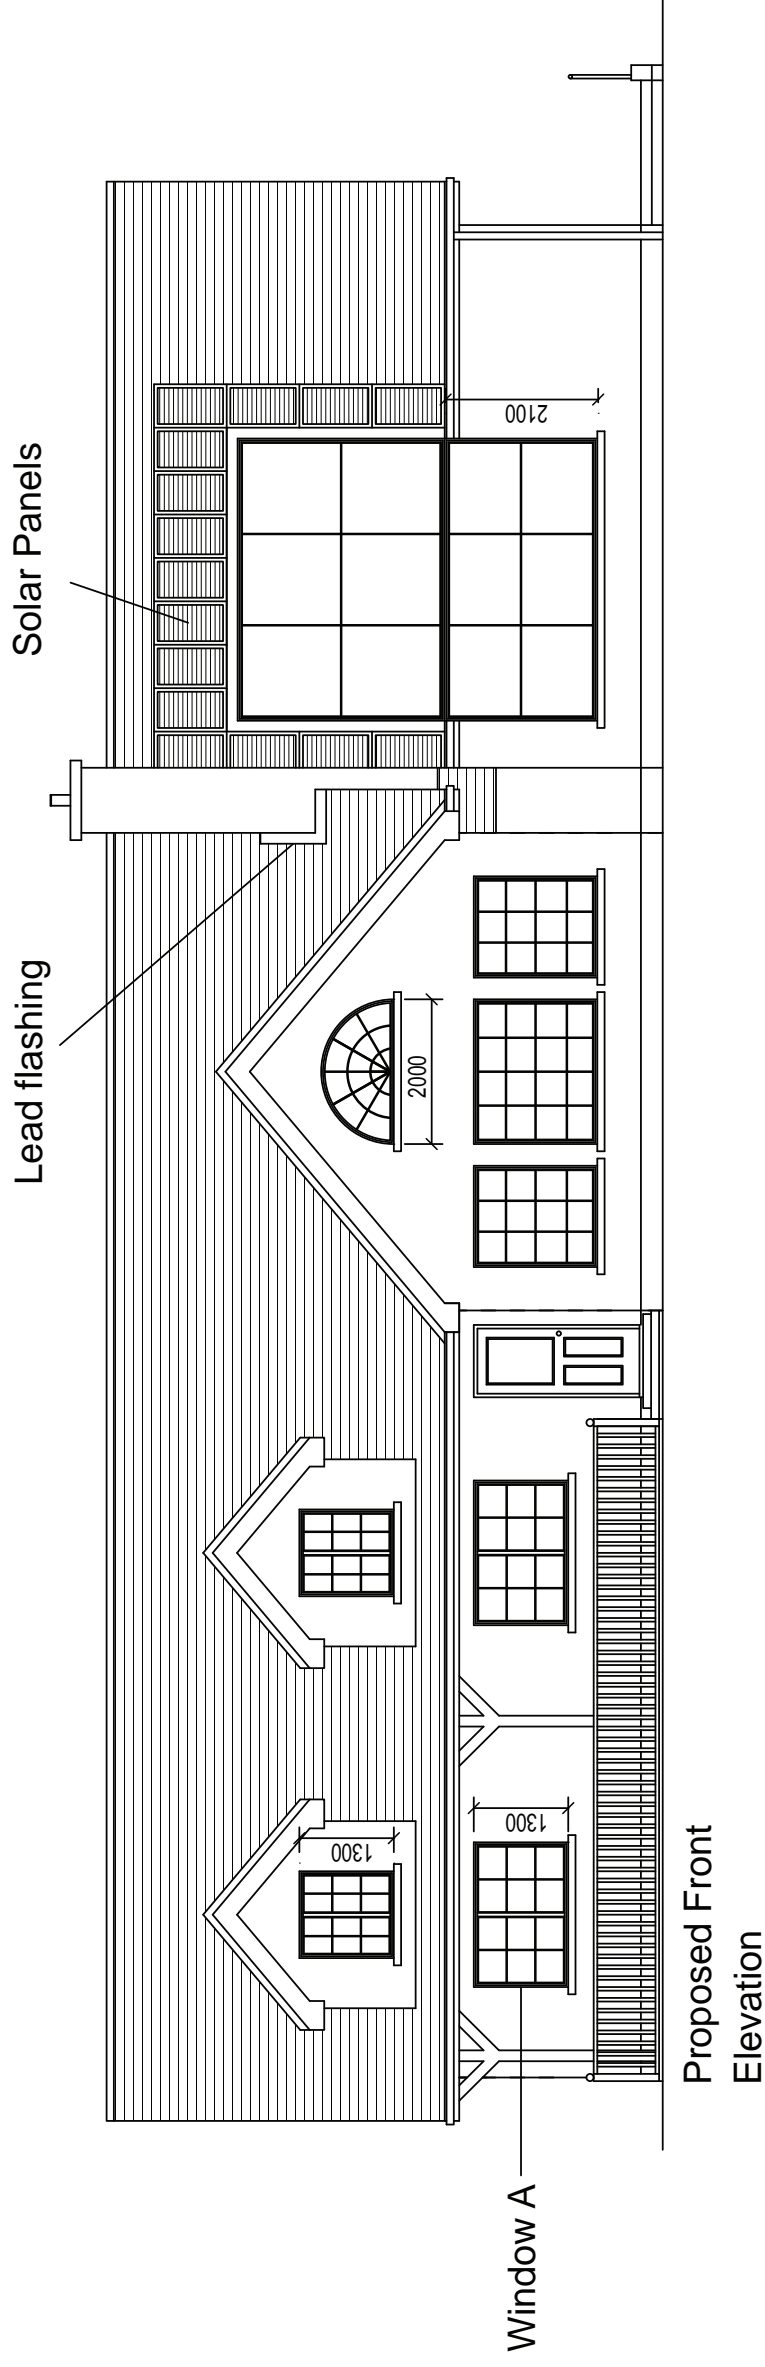 Solar Panels
Lead flashing
2100
2000
1300
1300
Window A
Proposed Front
Elevation